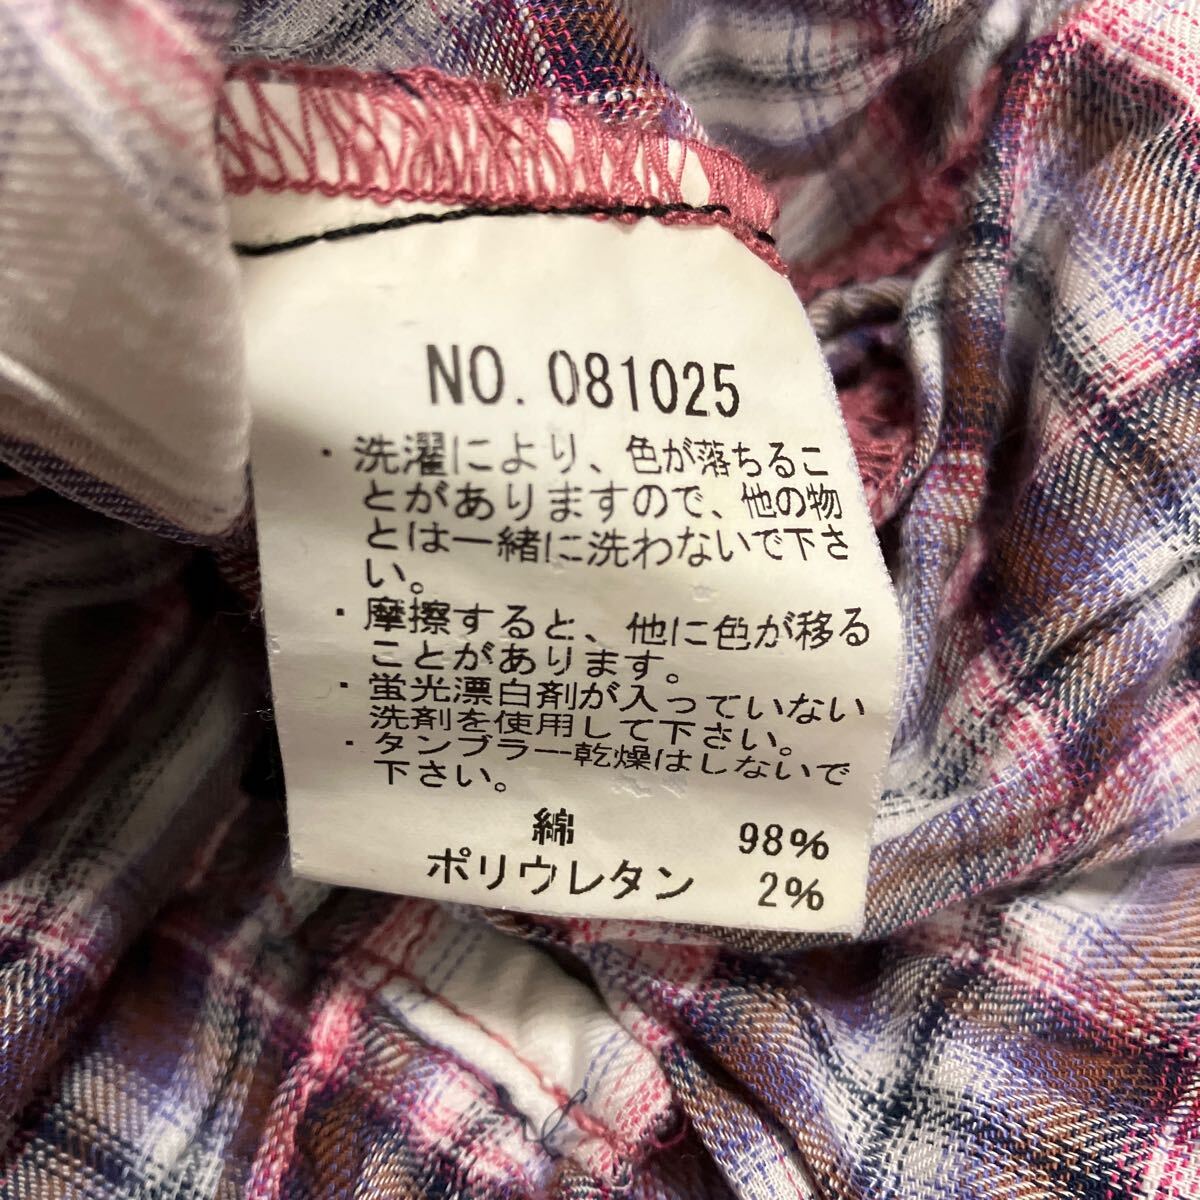 NO. 081025
・洗濯により、色が落ちるこ
とがありますので、他の物
とは一緒に洗わないで下さ
い。
・摩擦すると、他に色が移る
ことがあります。
・蛍光漂白剤が入っていない
洗剤を使用して下さい。
・タンブラー乾燥はしないで
下さい。
綿 98%
ポリウレタン 2%